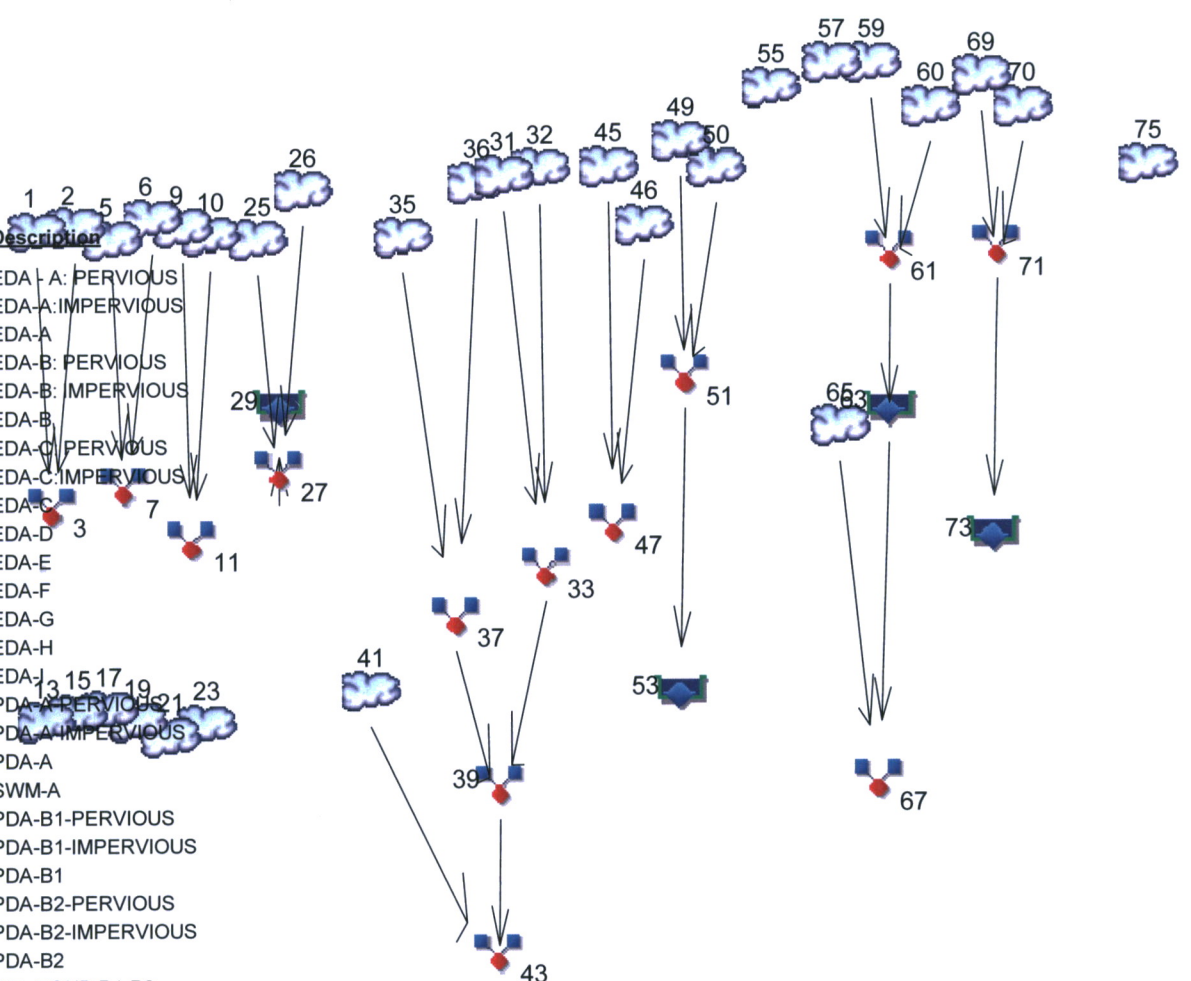 57 59
69
55
60 70
49
50
75
45
32
31
36
26
46
35
6
1 2 9 10 25
5
Description
61 71
EDA - A: PERVIOUS
EDA-A:IMPERVIOUS
EDA-A
EDA-B: PERVIOUS
EDA-B: IMPERVIOUS
51
65 63
29
EDA-B
EDA-C: PERVIOUS
EDA-C:IMPERVIOUS
27
EDA-C
7
3
73
EDA-D
47
11
EDA-E
33
EDA-F
EDA-G
37
EDA-H
41
EDA-I
53
13 15 17 19 21 23
PDA-A-PERVIOUS
PDA-A-IMPERVIOUS
PDA-A
39
SWM-A
67
PDA-B1-PERVIOUS
PDA-B1-IMPERVIOUS
PDA-B1
PDA-B2-PERVIOUS
PDA-B2-IMPERVIOUS
PDA-B2
43